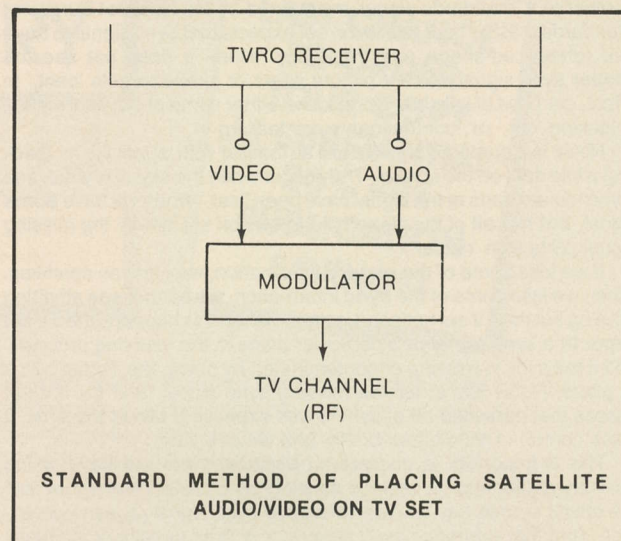 TVRO RECEIVER
VIDEO AUDIO
MODULATOR
TV CHANNEL
(RF)
STANDARD METHOD OF PLACING SATELLITE
AUDIO/VIDEO ON TV SET